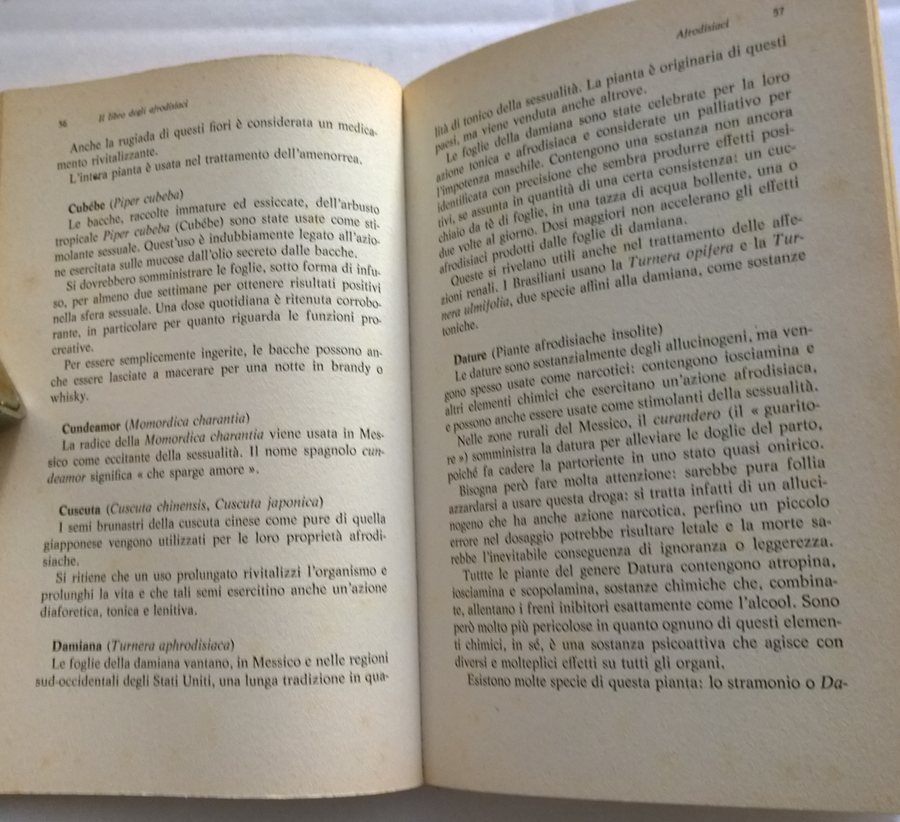 56 Il libro degli afrodisiaci
Anche la rugiada di questi fiori è considerata un medica-
mento rivitalizzante.
L'intera pianta è usata nel trattamento dell'amenorrea.
Cubébe (Piper cubeba)
Le bacche, raccolte immature ed essiccate, dell'arbusto
tropicale Piper cubeba (Cubébe) sono state usate come sti-
molante sessuale. Quest'uso è indubbiamente legato all'azio-
ne esercitata sulle mucose dall'olio secreto dalle bacche.
Si dovrebbero somministrare le foglie, sotto forma di infu-
so, per almeno due settimane per ottenere risultati positivi
nella sfera sessuale. Una dose quotidiana è ritenuta corrobo-
rante, in particolare per quanto riguarda le funzioni pro-
creative.
Per essere semplicemente ingerite, le bacche possono an-
che essere lasciate a macerare per una notte in brandy o
whisky.
Cundeamor (Momordica charantia)
La radice della Momordica charantia viene usata in Mes-
sico come eccitante della sessualità. Il nome spagnolo cun-
deamor significa « che sparge amore ».
Cuscuta (Cuscuta chinensis, Cuscuta japonica)
I semi brunastri della cuscuta cinese come pure di quella
giapponese vengono utilizzati per le loro proprietà afrodi-
siache.
Si ritiene che un uso prolungato rivitalizzi l'organismo e
prolunghi la vita e che tali semi esercitino anche un'azione
diaforetica, tonica e lenitiva.
Damiana (Turnera aphrodisiaca)
Le foglie della damiana vantano, in Messico e nelle regioni
sud-occidentali degli Stati Uniti, una lunga tradizione in qua-
Afrodisiaci 57
lità di tonico della sessualità. La pianta è originaria di questi
paesi, ma viene venduta anche altrove.
Le foglie della damiana sono state celebrate per la loro
azione tonica e afrodisiaca e considerate un palliativo per
l'impotenza maschile. Contengono una sostanza non ancora
identificata con precisione che sembra produrre effetti posi-
tivi, se assunta in quantità di una certa consistenza: un cuc-
chiaio da tè di foglie, in una tazza di acqua bollente, una o
due volte al giorno. Dosi maggiori non accelerano gli effetti
afrodisiaci prodotti dalle foglie di damiana.
Queste si rivelano utili anche nel trattamento delle affe-
zioni renali. I Brasiliani usano la Turnera opifera e la Tur-
nera ulmifolia, due specie affini alla damiana, come sostanze
toniche.
Dature (Piante afrodisiache insolite)
Le dature sono sostanzialmente degli allucinogeni, ma ven-
gono spesso usate come narcotici: contengono iosciamina e
altri elementi chimici che esercitano un'azione afrodisiaca,
e possono anche essere usate come stimolanti della sessualità.
Nelle zone rurali del Messico, il curandero (il « guarito-
re ») somministra la datura per alleviare le doglie del parto,
poiché fa cadere la partoriente in uno stato quasi onirico.
Bisogna però fare molta attenzione: sarebbe pura follia
azzardarsi a usare questa droga: si tratta infatti di un alluci-
nogeno che ha anche azione narcotica, perfino un piccolo
errore nel dosaggio potrebbe risultare letale e la morte sa-
rebbe l'inevitabile conseguenza di ignoranza o leggerezza.
Tuttte le piante del genere Datura contengono atropina,
iosciamina e scopolamina, sostanze chimiche che, combina-
te, allentano i freni inibitori esattamente come l'alcool. Sono
però molto più pericolose in quanto ognuno di questi elemen-
ti chimici, in sé, è una sostanza psicoattiva che agisce con
diversi e molteplici effetti su tutti gli organi.
Esistono molte specie di questa pianta: lo stramonio o Da-